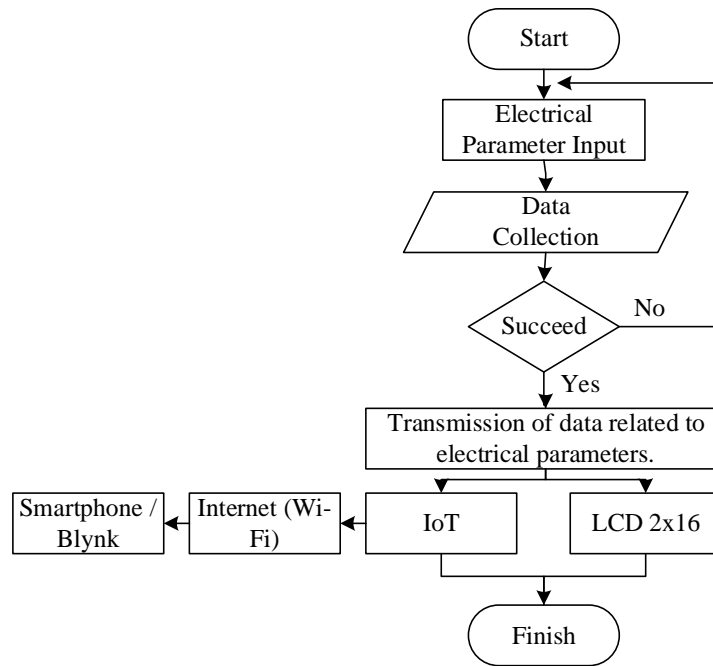 Start
Electrical
Parameter Input
Data
Collection
Succeed
No
Yes
Transmission of data related to
electrical parameters.
Smartphone /
Blynk
Internet (Wi-
Fi)
IoT
LCD 2x16
Finish